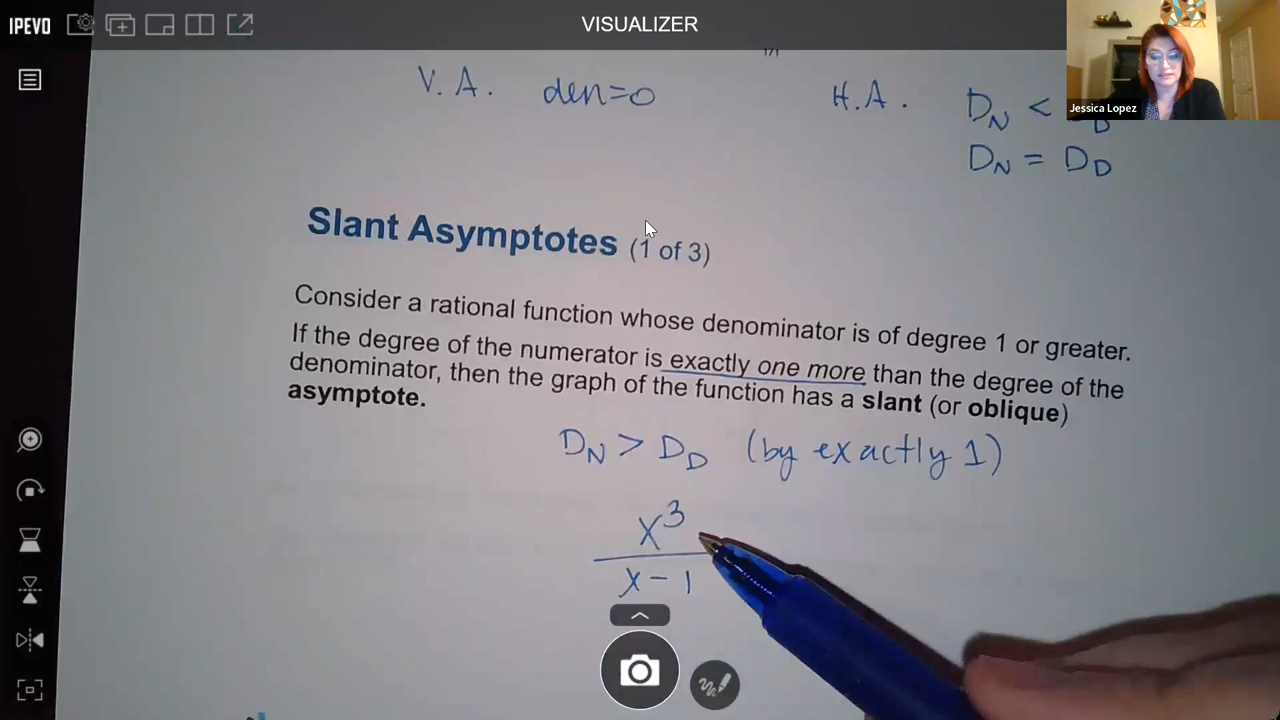 IPEVO
VISUALIZER
Jessica Lopez
V. A. den=0
H.A. D_N <
D_N = D_D
Slant Asymptotes (1 of 3)
Consider a rational function whose denominator is of degree 1 or greater.
If the degree of the numerator is exactly one more than the degree of the
denominator, then the graph of the function has a slant (or oblique)
asymptote.
D_N > D_D (by exactly 1)
x³
x - 1